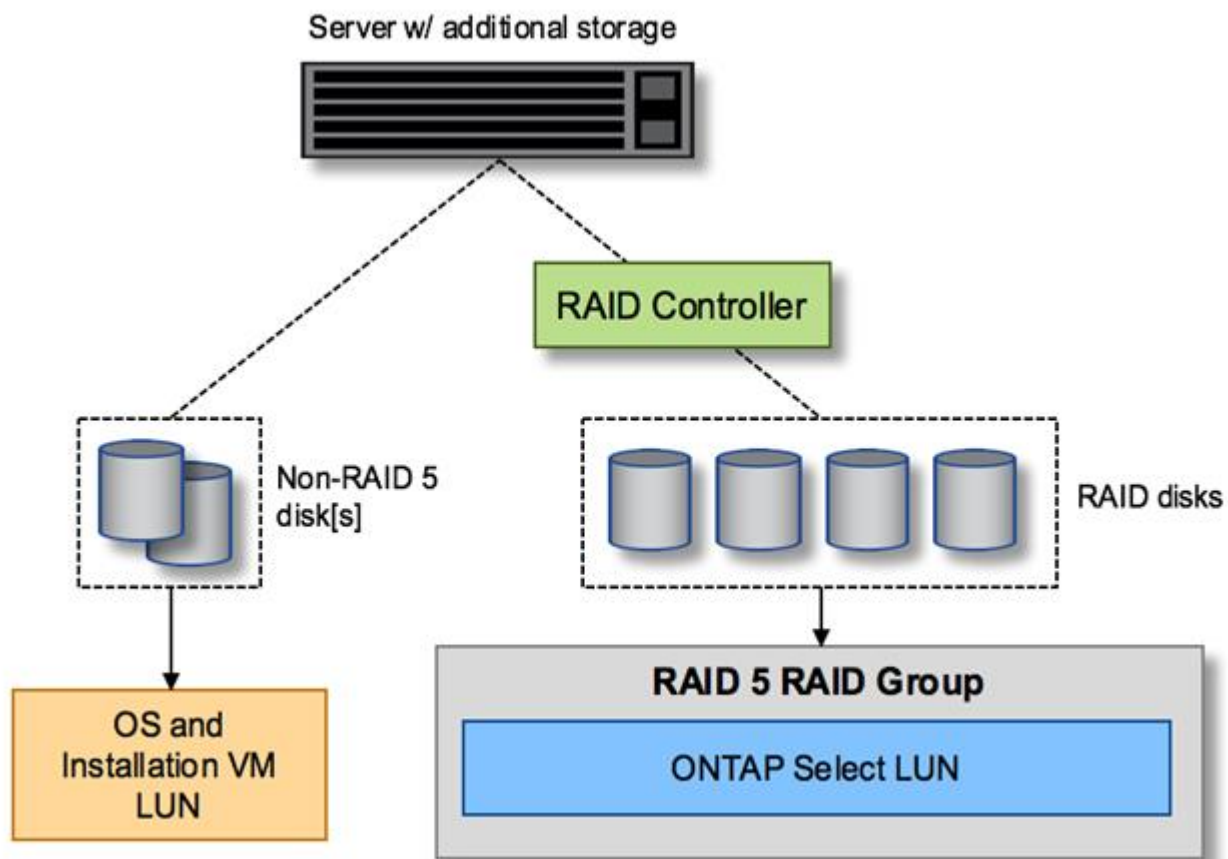 Server w/ additional storage
RAID Controller
Non-RAID 5
disk[s]
RAID disks
OS and
Installation VM
LUN
RAID 5 RAID Group
ONTAP Select LUN